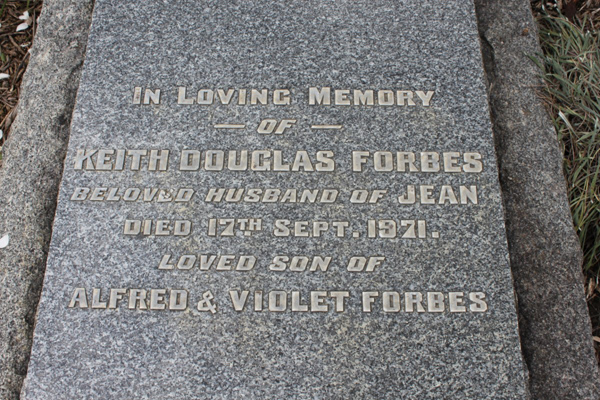 IN LOVING MEMORY
— OF —
KEITH DOUGLAS FORBES
BELOVED HUSBAND OF JEAN
DIED 17TH SEPT. 1971.
LOVED SON OF
ALFRED & VIOLET FORBES